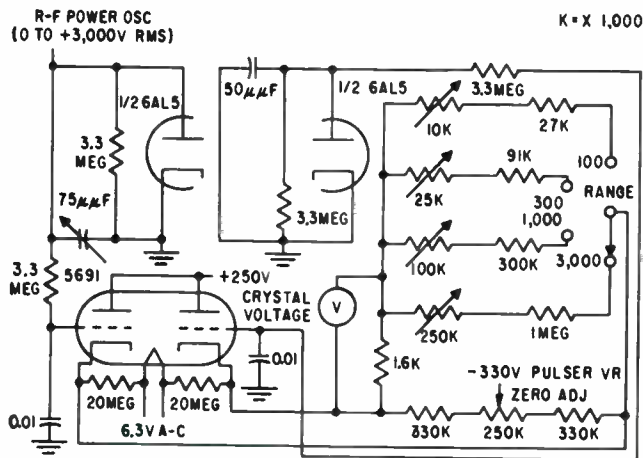 R-F POWER OSC
(0 TO +3,000V RMS)
K=X 1,000
50μμF
1/2 6AL5
3.3MEG
1/2 6AL5
10K
27K
3.3
MEG
100
91K
75μμF
25K
300
RANGE
3.3MEG
1,000
3.3
MEG
5691
+250V
100K
300K
3,000
CRYSTAL
VOLTAGE
V
250K
1MEG
0.01
1.6K
-330V PULSER VR
ZERO ADJ
20MEG
20MEG
0.01
6.3V A-C
330K
250K
330K